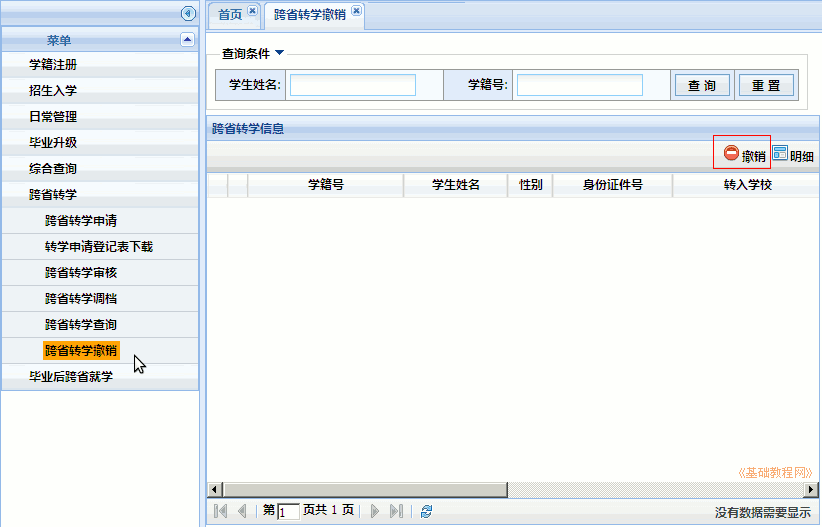 菜单
学籍注册
招生入学
日常管理
毕业升级
综合查询
跨省转学
跨省转学申请
转学申请登记表下载
跨省转学审核
跨省转学调档
跨省转学查询
跨省转学撤销
毕业后跨省就学
首页 跨省转学撤销
查询条件
学生姓名: 学籍号: 查 询 重 置
跨省转学信息
撤销 明细
学籍号 学生姓名 性别 身份证件号 转入学校
《基础教程网》
第 1 页共 1 页 没有数据需要显示